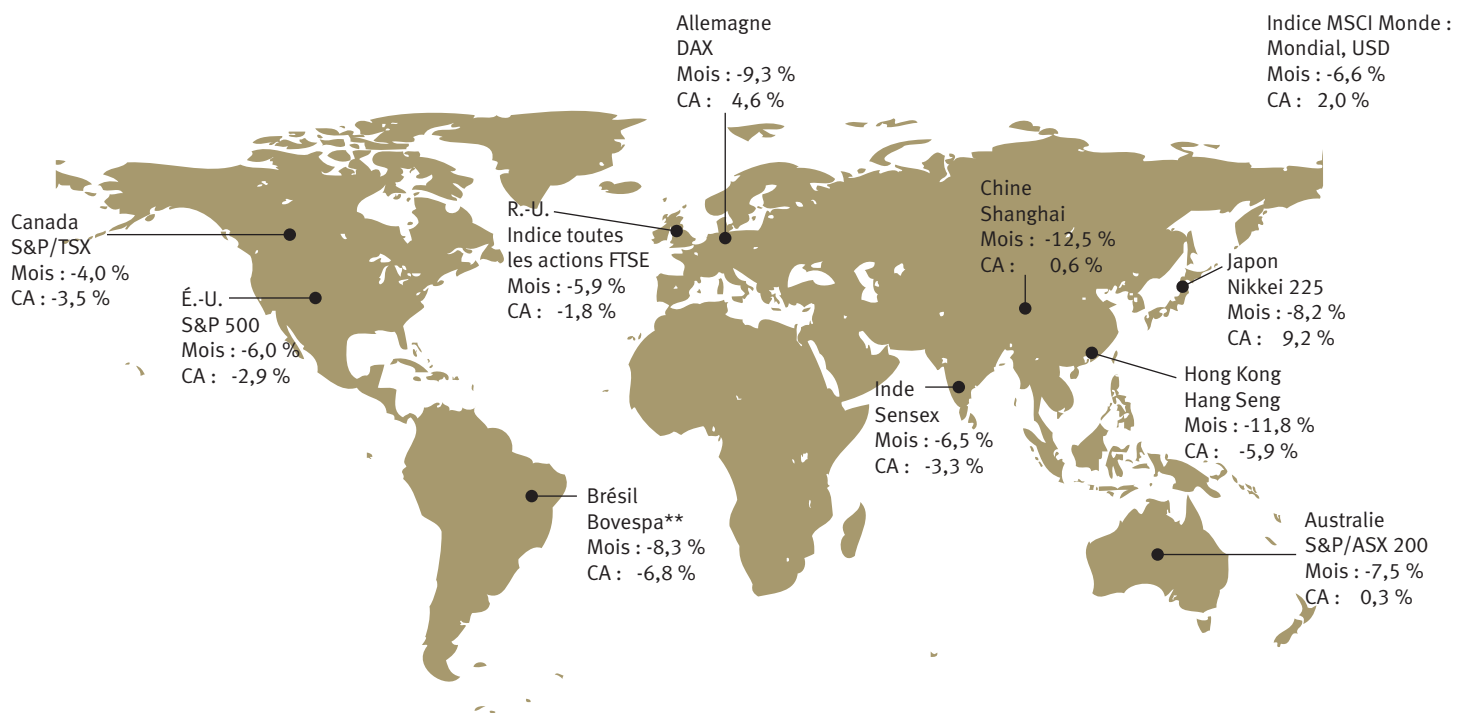 Allemagne
DAX
Mois : -9,3 %
CA : 4,6 %
Indice MSCI Monde :
Mondial, USD
Mois : -6,6 %
CA : 2,0 %
Canada
S&P/TSX
Mois : -4,0 %
CA : -3,5 %
É.-U.
S&P 500
Mois : -6,0 %
CA : -2,9 %
R.-U.
Indice toutes
les actions FTSE
Mois : -5,9 %
CA : -1,8 %
Chine
Shanghai
Mois : -12,5 %
CA : 0,6 %
Japon
Nikkei 225
Mois : -8,2 %
CA : 9,2 %
Hong Kong
Hang Seng
Mois : -11,8 %
CA : -5,9 %
Inde
Sensex
Mois : -6,5 %
CA : -3,3 %
Brésil
Bovespa**
Mois : -8,3 %
CA : -6,8 %
Australie
S&P/ASX 200
Mois : -7,5 %
CA : 0,3 %